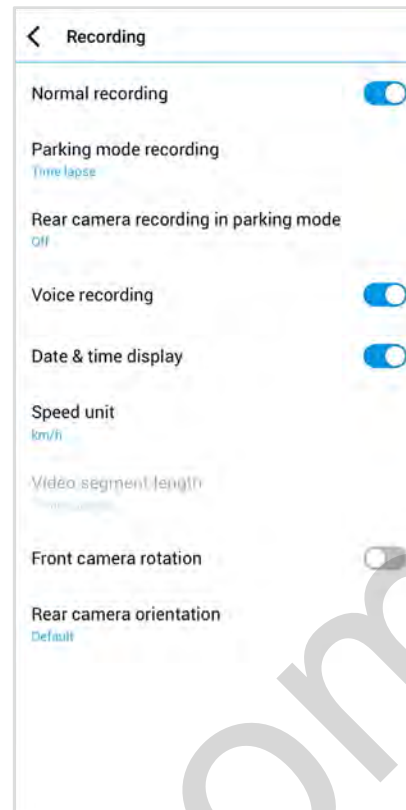 Recording
Normal recording
Parking mode recording
Time lapse
Rear camera recording in parking mode
Off
Voice recording
Date & time display
Speed unit
km/h
Video segment length
Front camera rotation
Rear camera orientation
Default